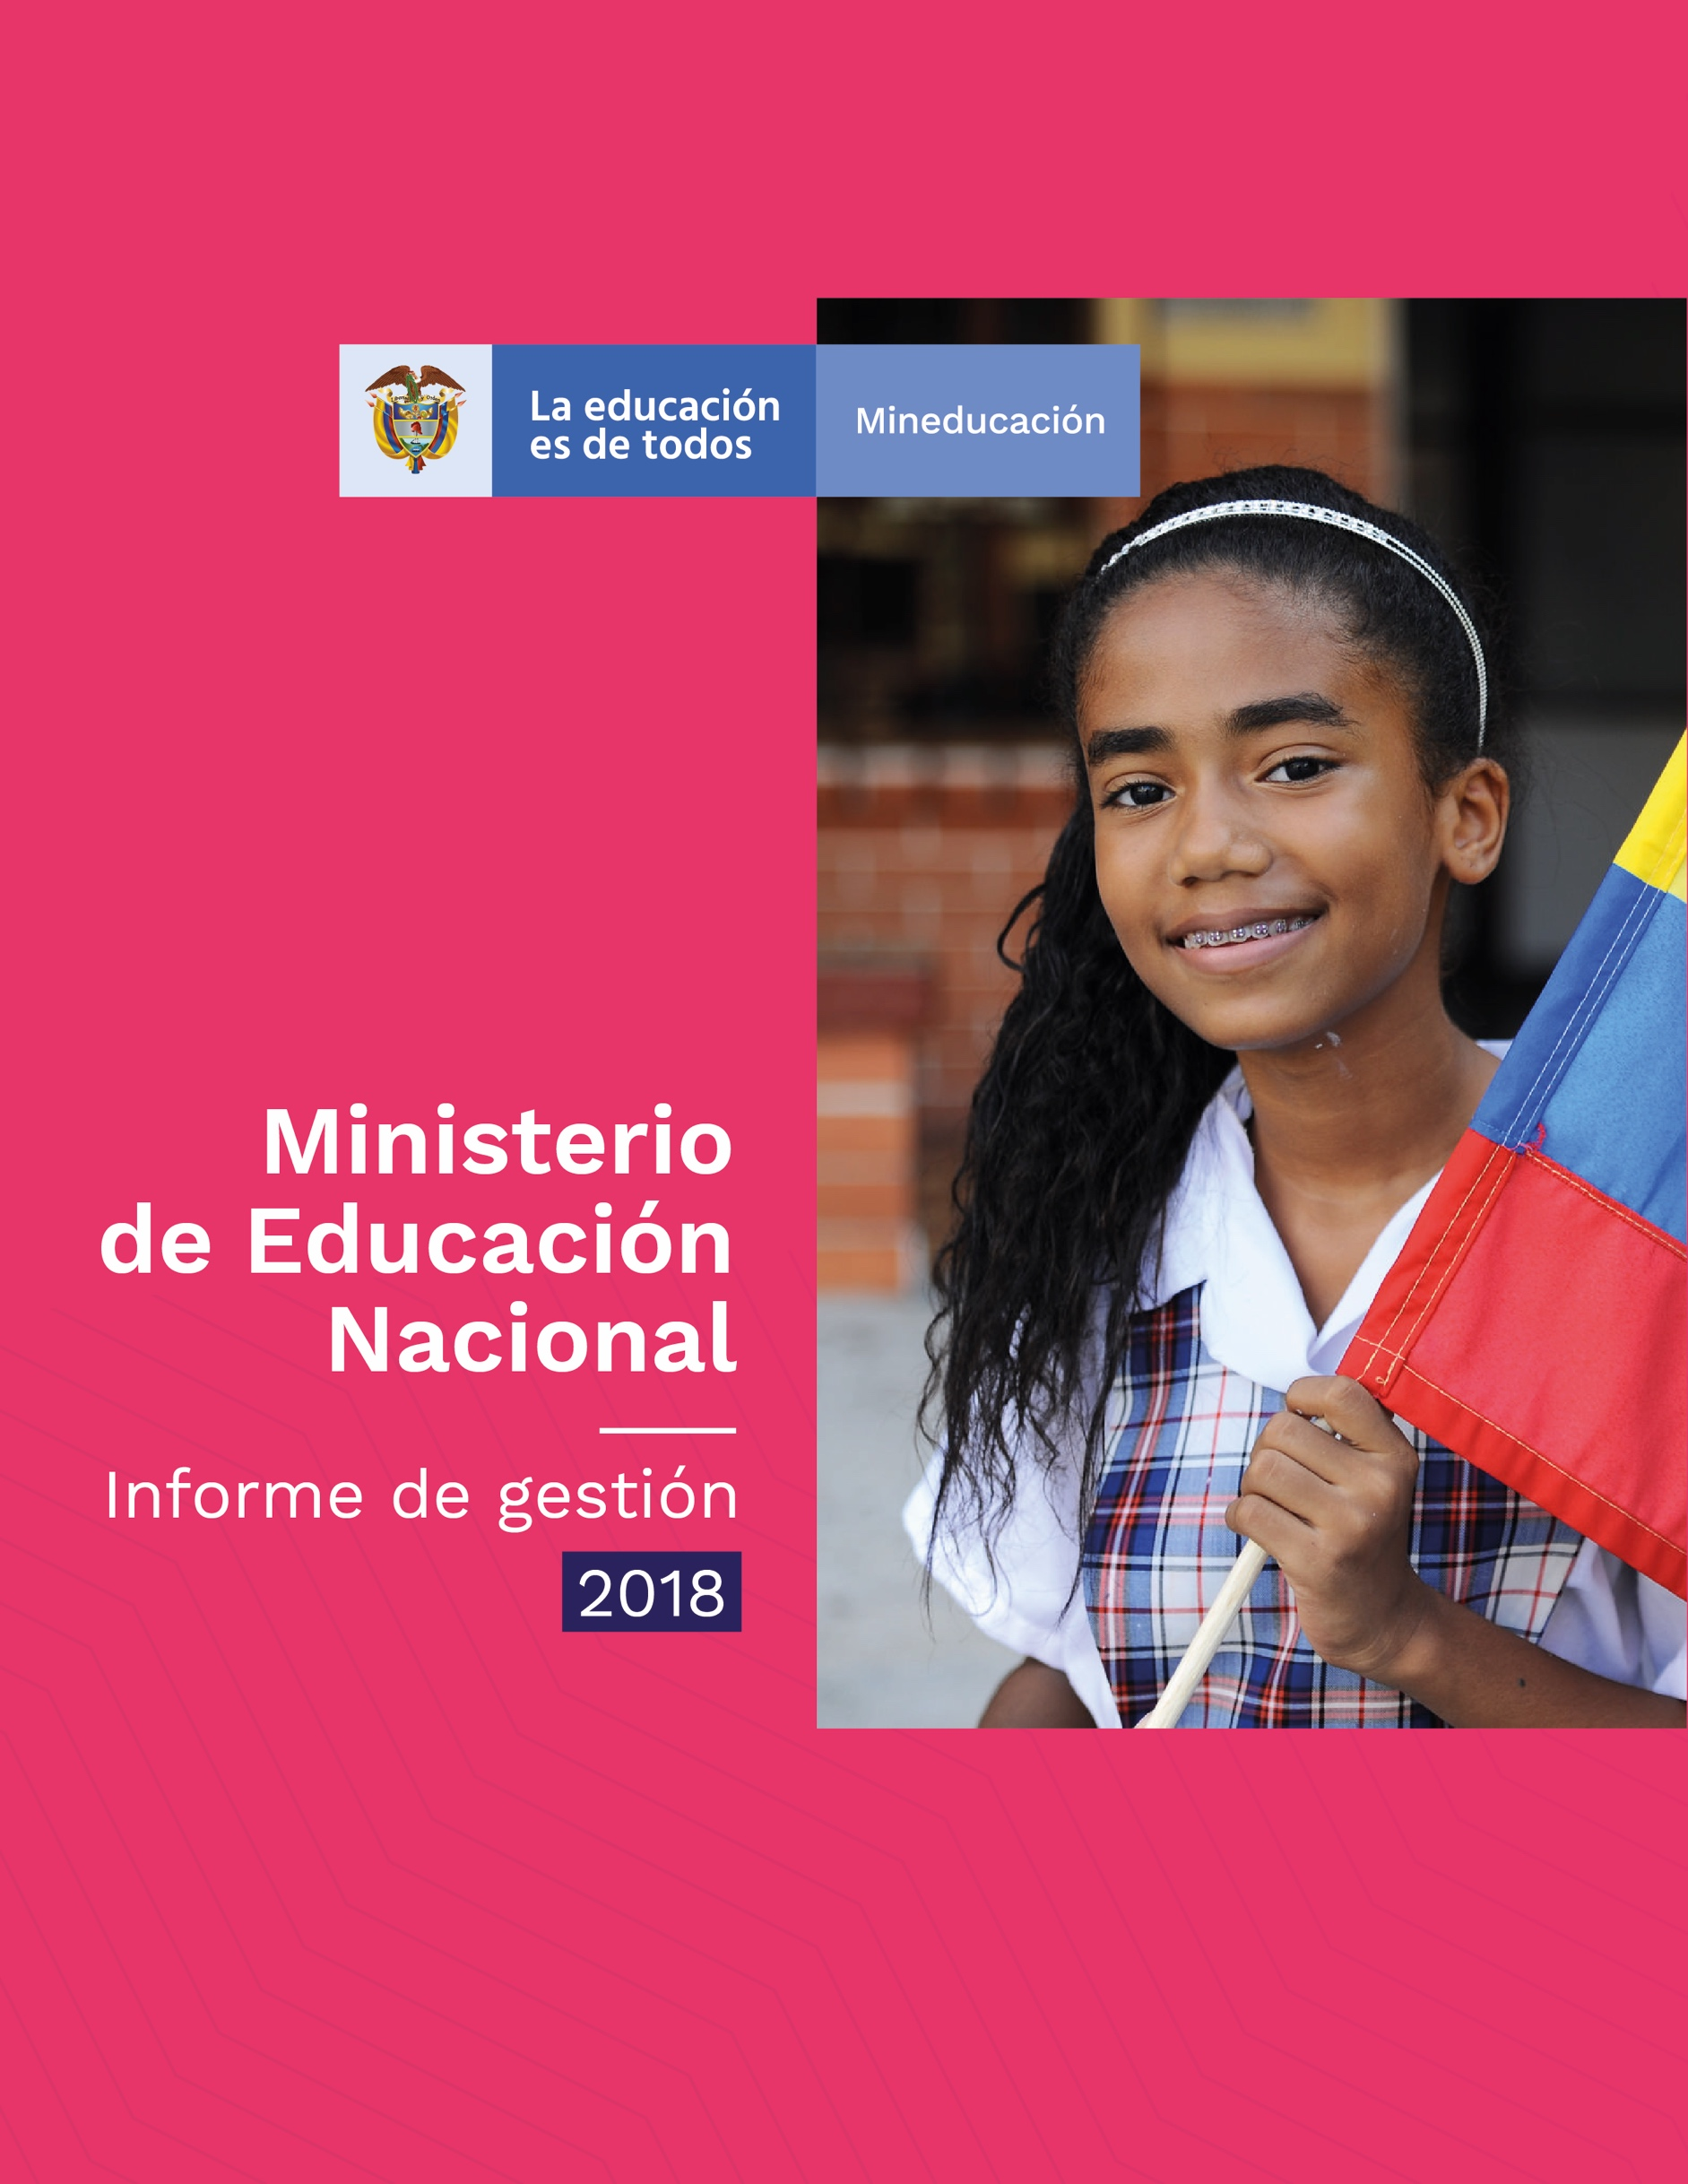 La educación
es de todos
Mineducación
Ministerio
de Educación
Nacional
Informe de gestión
2018